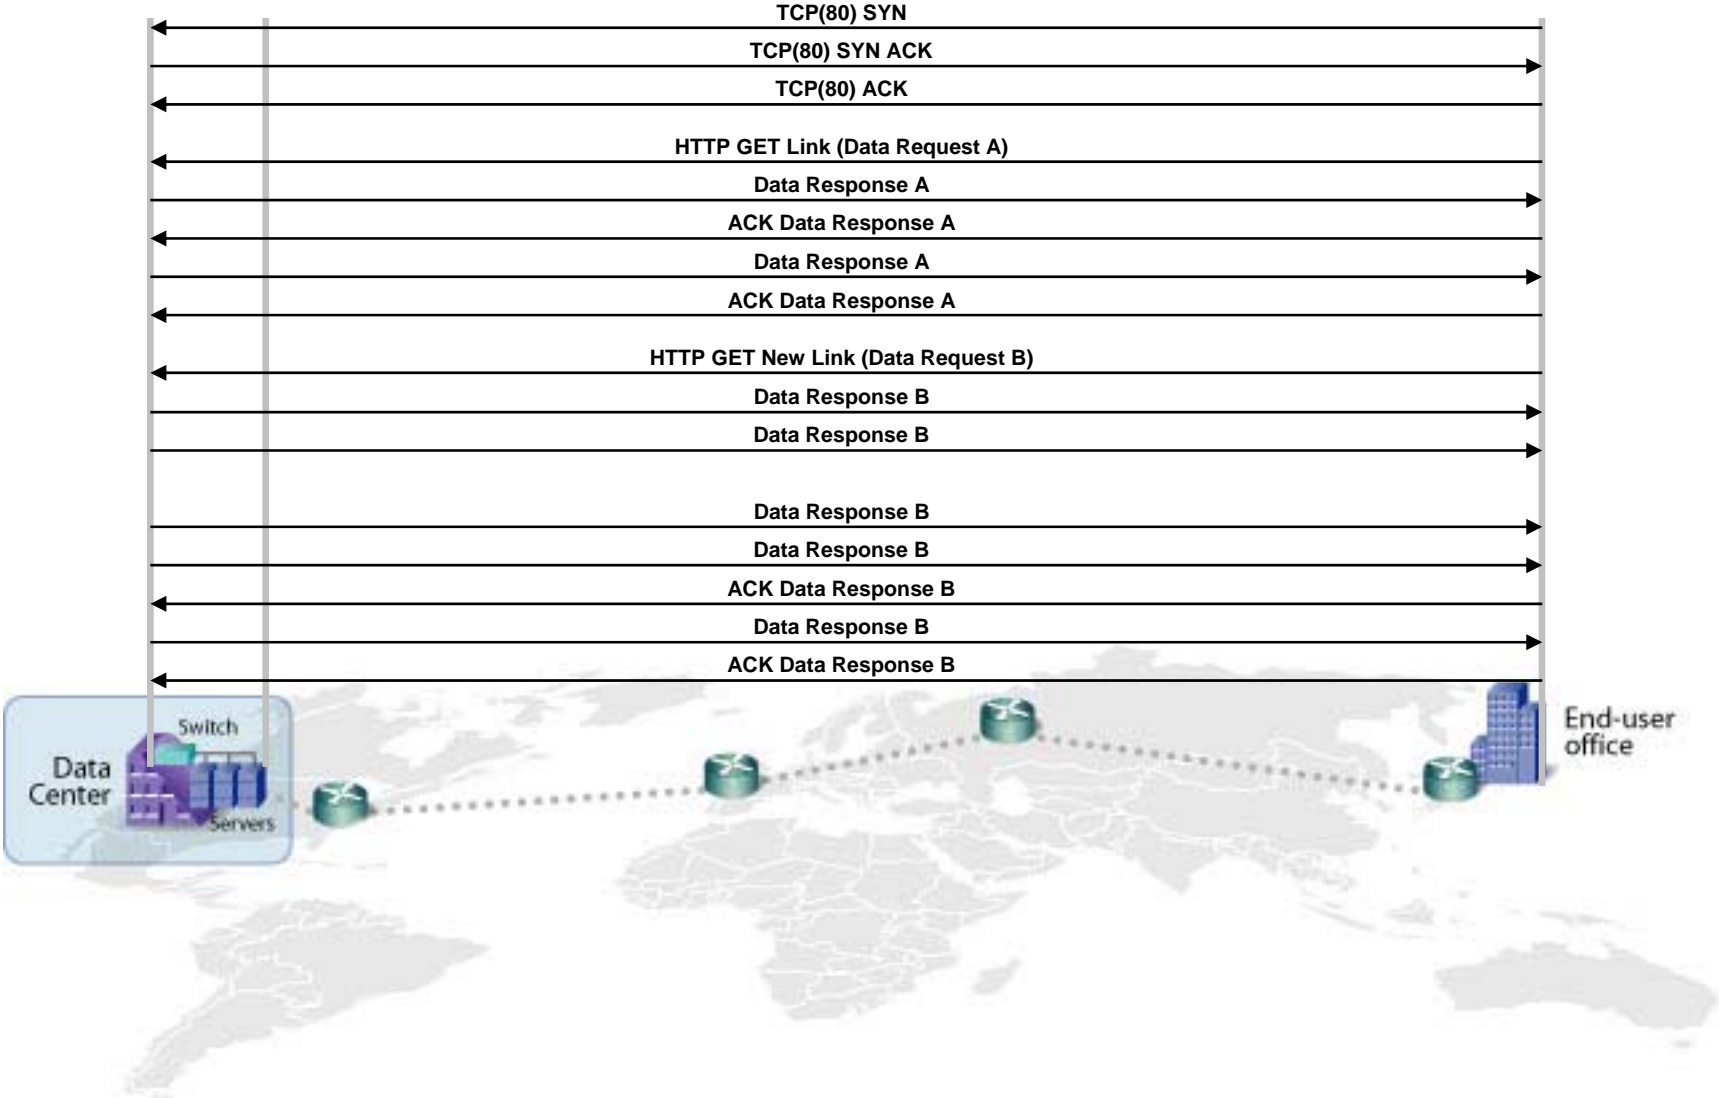 TCP(80) SYN
TCP(80) SYN ACK
TCP(80) ACK
HTTP GET Link (Data Request A)
Data Response A
ACK Data Response A
Data Response A
ACK Data Response A
HTTP GET New Link (Data Request B)
Data Response B
Data Response B
Data Response B
Data Response B
ACK Data Response B
Data Response B
ACK Data Response B
Switch
Data
Center
Servers
End-user
office